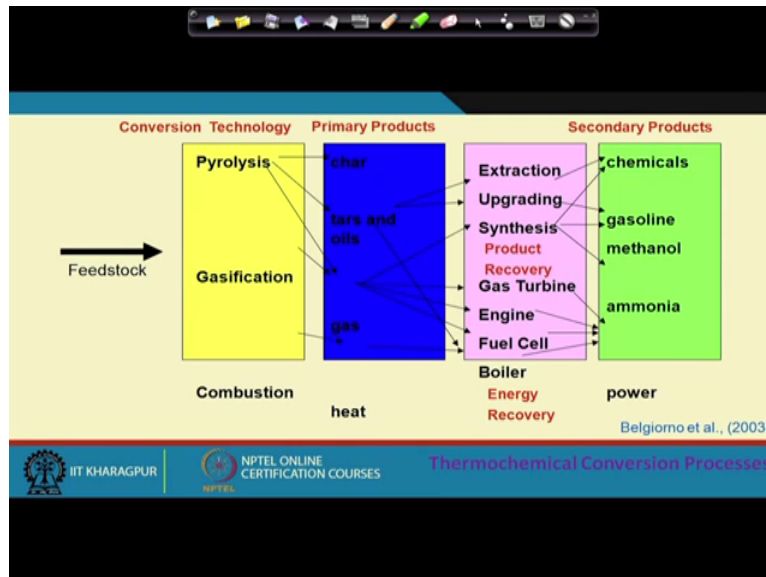 Conversion Technology
Primary Products
Secondary Products
Feedstock
Pyrolysis
Gasification
Combustion
char
tars and
oils
gas
heat
Extraction
Upgrading
Synthesis
Product
Recovery
Gas Turbine
Engine
Fuel Cell
Boiler
Energy
Recovery
chemicals
gasoline
methanol
ammonia
power
Belgiorno et al., (2003
IIT KHARAGPUR
NPTEL
NPTEL ONLINE
CERTIFICATION COURSES
Thermochemical Conversion Processes